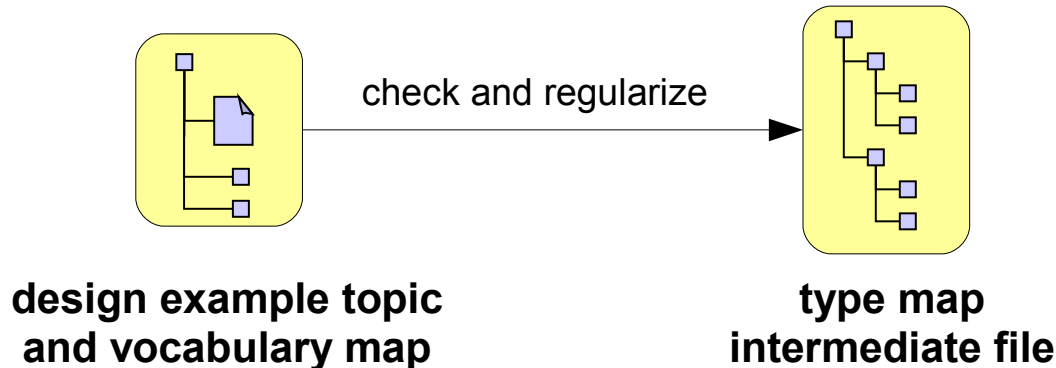 check and regularize
design example topic
and vocabulary map
type map
intermediate file